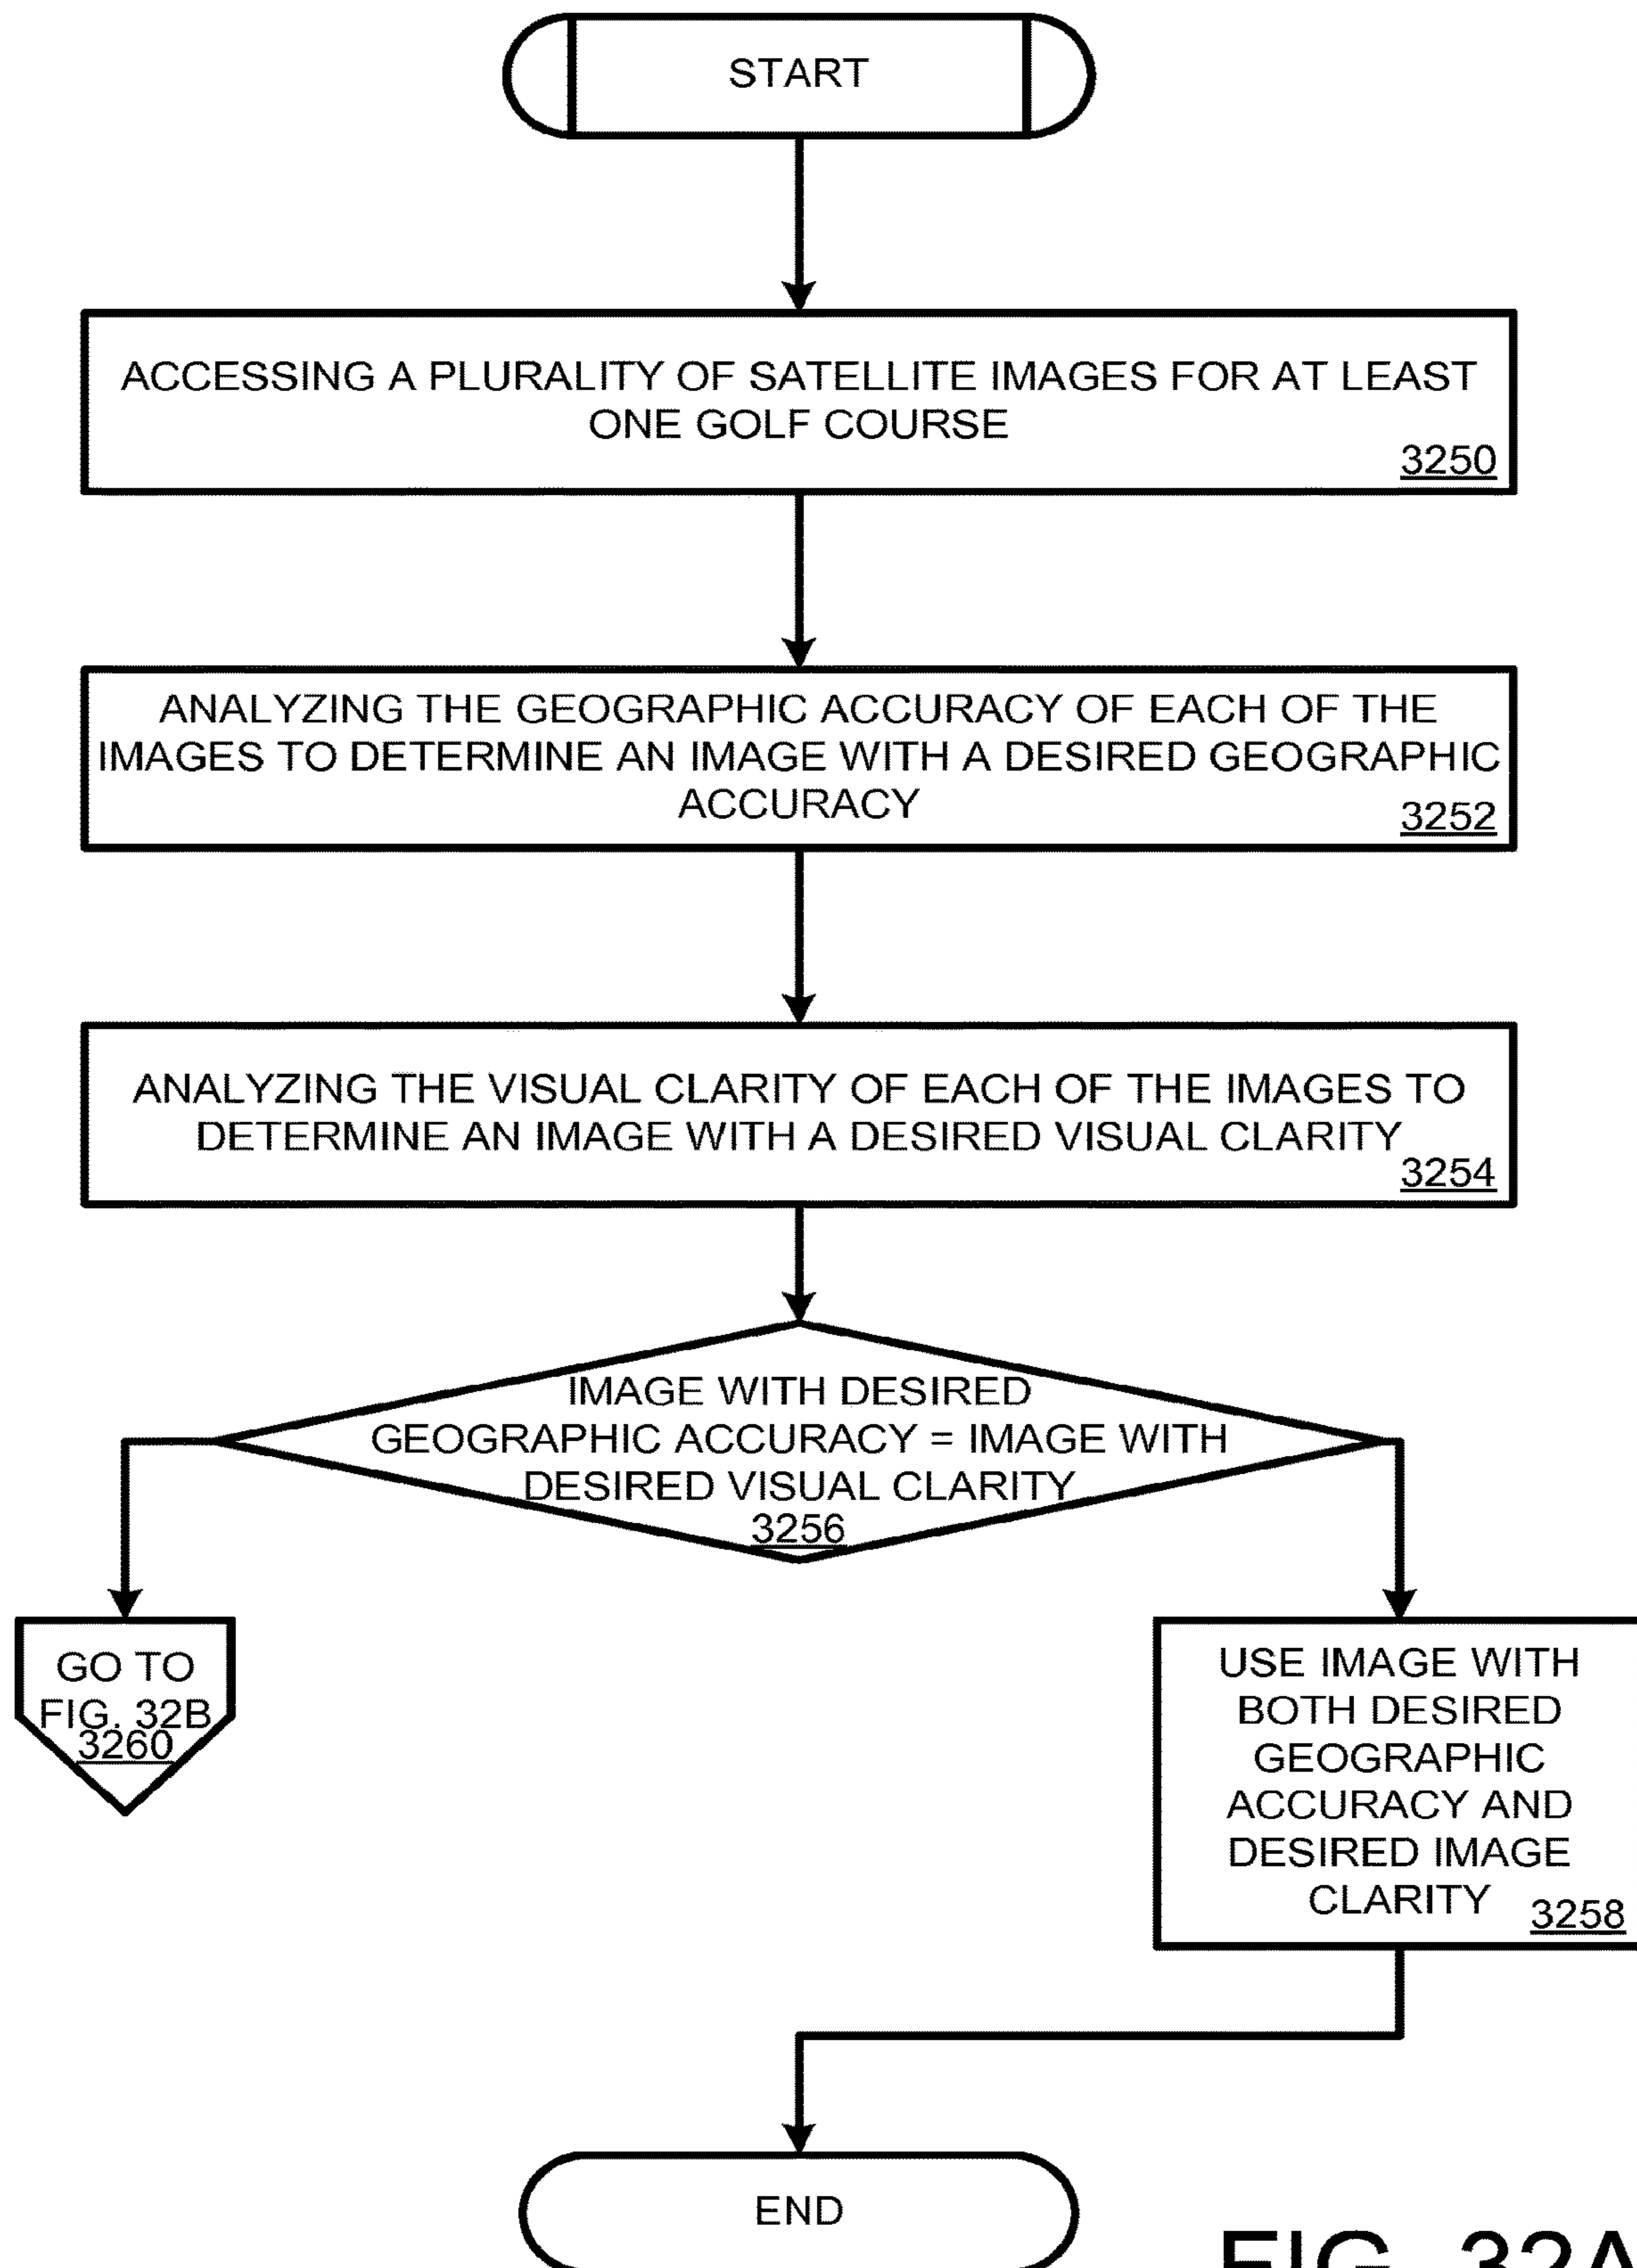 START
ACCESSING A PLURALITY OF SATELLITE IMAGES FOR AT LEAST
ONE GOLF COURSE
3250
ANALYZING THE GEOGRAPHIC ACCURACY OF EACH OF THE
IMAGES TO DETERMINE AN IMAGE WITH A DESIRED GEOGRAPHIC
ACCURACY
3252
ANALYZING THE VISUAL CLARITY OF EACH OF THE IMAGES TO
DETERMINE AN IMAGE WITH A DESIRED VISUAL CLARITY
3254
IMAGE WITH DESIRED
GEOGRAPHIC ACCURACY = IMAGE WITH
DESIRED VISUAL CLARITY
3256
GO TO
FIG. 32B
3260
USE IMAGE WITH
BOTH DESIRED
GEOGRAPHIC
ACCURACY AND
DESIRED IMAGE
CLARITY
3258
END
FIG. 32A